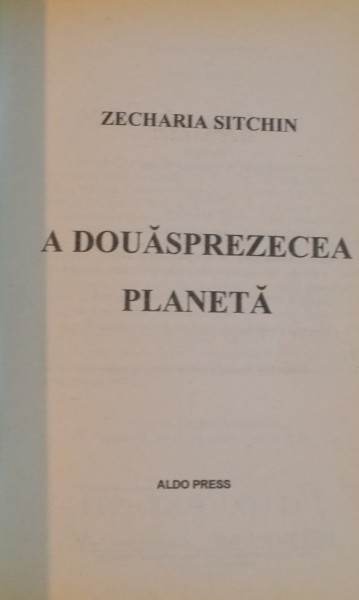 ZECHARIA SITCHIN
A DOUĂSPREZECEA
PLANETĂ
ALDO PRESS